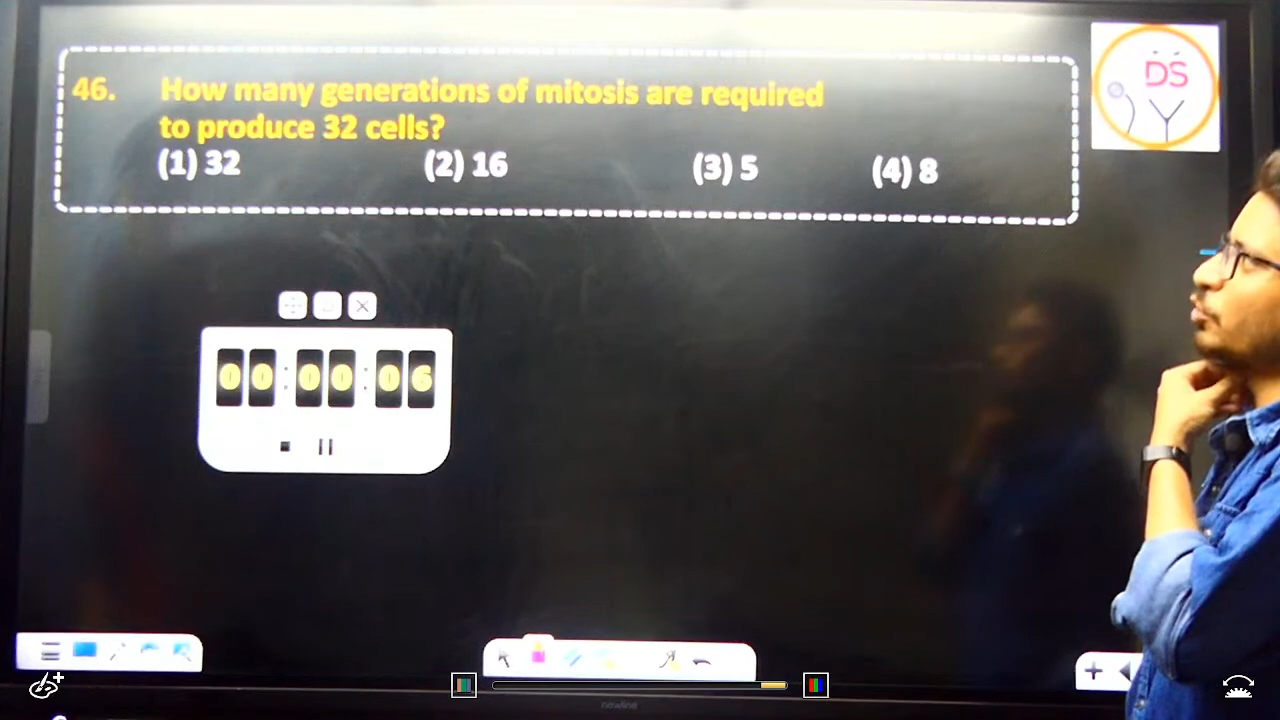 DS
46. How many generations of mitosis are required
to produce 32 cells?
(1) 32 (2) 16 (3) 5 (4) 8
00:00:06
newline